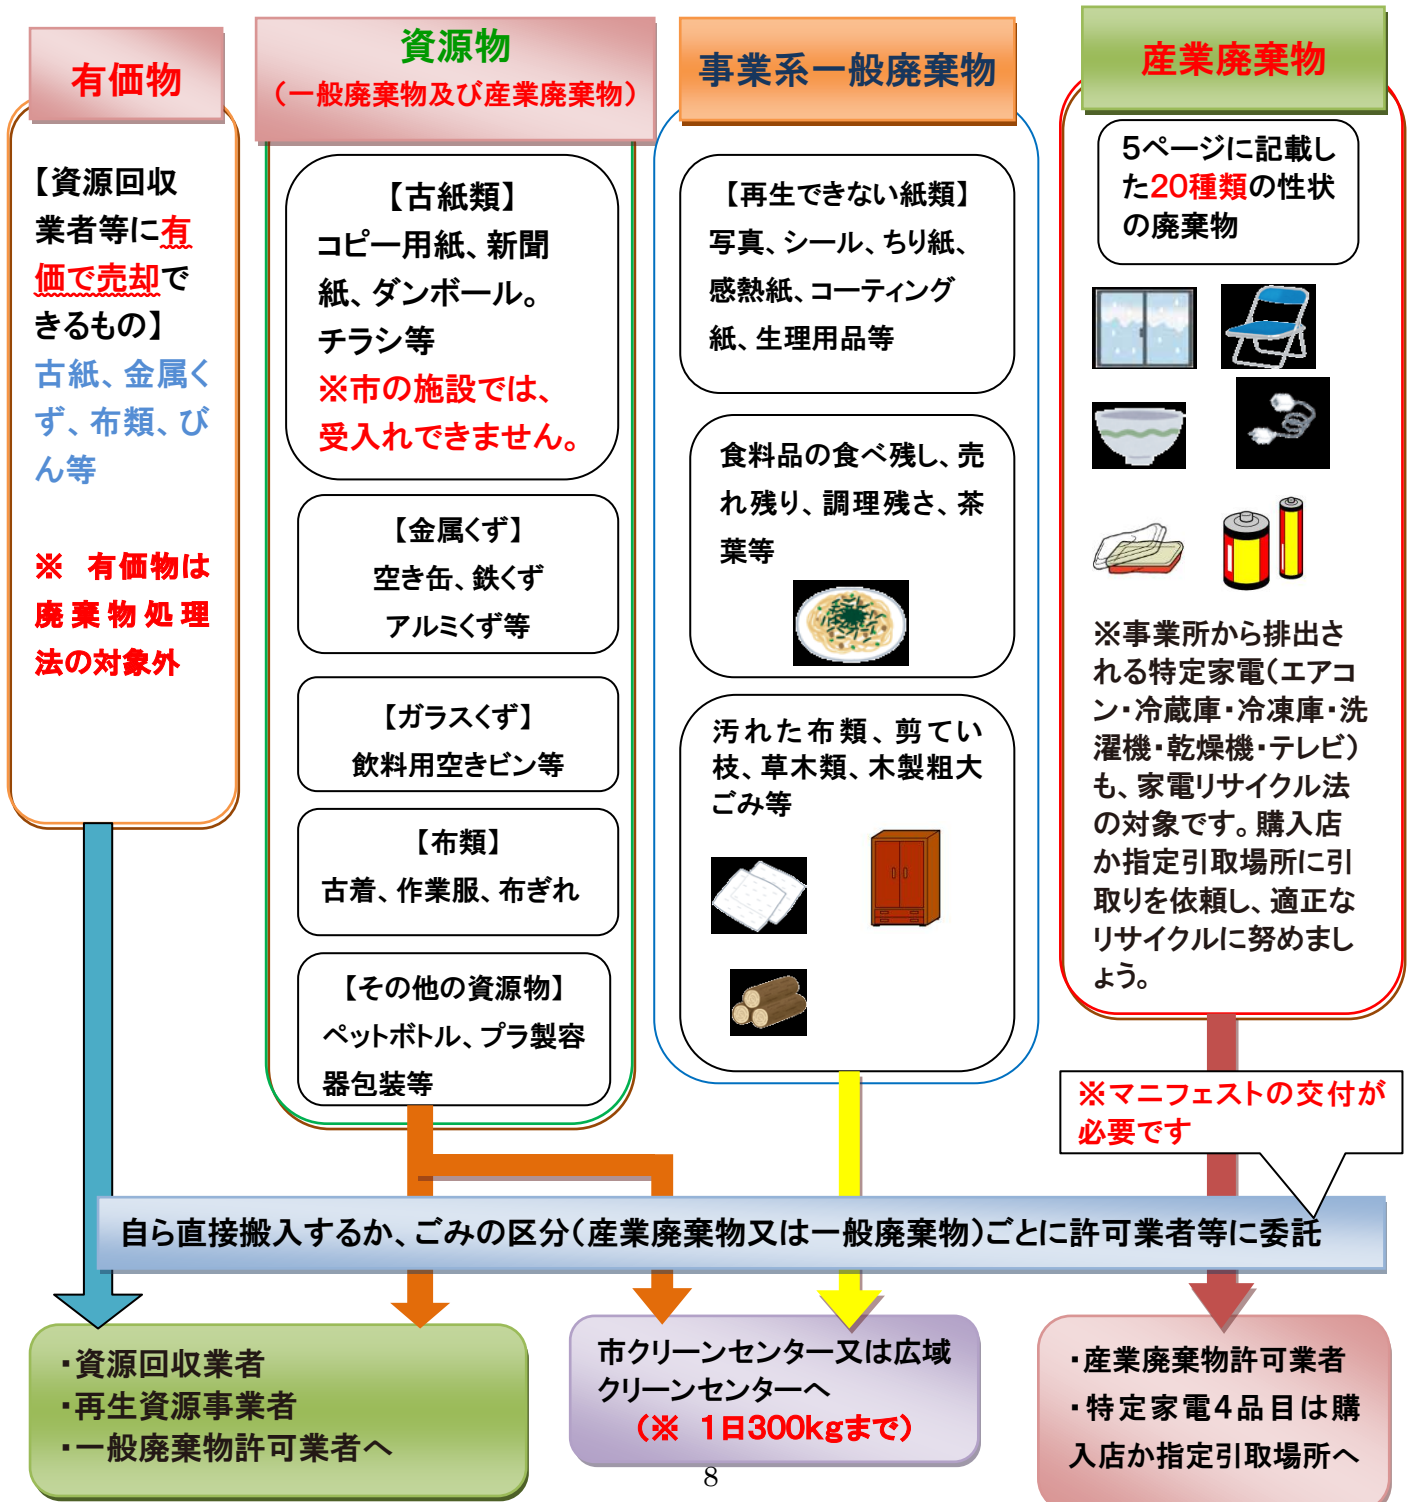 有価物
【資源回収
業者等に有
価で売却で
きるもの】
古紙、金属く
ず、布類、び
ん等
※ 有価物は
廃棄物処理
法の対象外
資源物
（一般廃棄物及び産業廃棄物）
【古紙類】
コピー用紙、新聞
紙、ダンボール。
チラシ等
※市の施設では、
受入れできません。
【金属くず】
空き缶、鉄くず
アルミくず等
【ガラスくず】
飲料用空きビン等
【布類】
古着、作業服、布ぎれ
【その他の資源物】
ペットボトル、プラ製容
器包装等
事業系一般廃棄物
【再生できない紙類】
写真、シール、ちり紙、
感熱紙、コーティング
紙、生理用品等
食料品の食べ残し、売
れ残り、調理残さ、茶
葉等
汚れた布類、剪てい
枝、草木類、木製粗大
ごみ等
産業廃棄物
5ページに記載し
た20種類の性状
の廃棄物
※事業所から排出さ
れる特定家電（エアコ
ン・冷蔵庫・冷凍庫・洗
濯機・乾燥機・テレビ）
も、家電リサイクル法
の対象です。購入店
か指定引取場所に引
取りを依頼し、適正な
リサイクルに努めまし
ょう。
※マニフェストの交付が
必要です
自ら直接搬入するか、ごみの区分（産業廃棄物又は一般廃棄物）ごとに許可業者等に委託
・資源回収業者
・再生資源事業者
・一般廃棄物許可業者へ
市クリーンセンター又は広域
クリーンセンターへ
（※ 1日300kgまで）
・産業廃棄物許可業者
・特定家電4品目は購
入店か指定引取場所へ
8